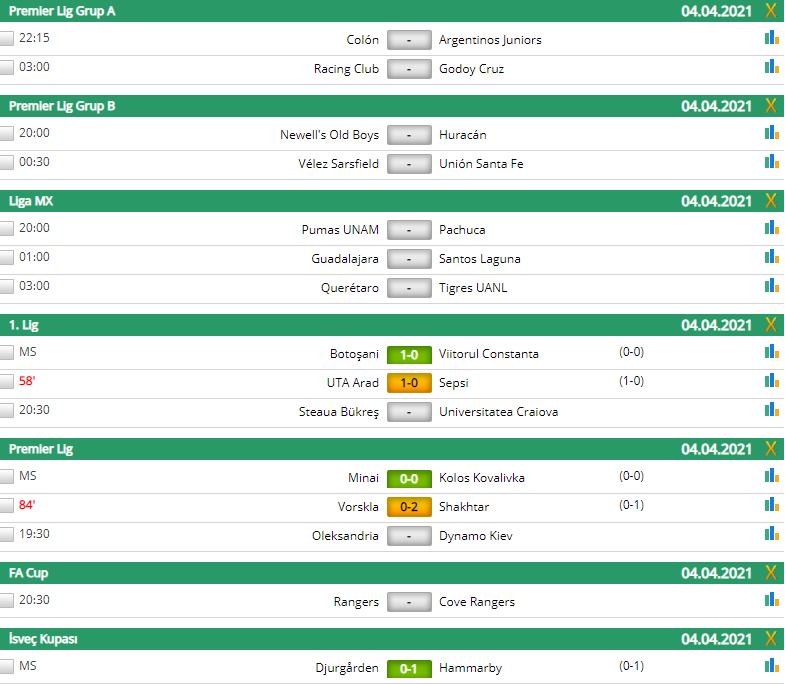 Premier Lig Grup A 04.04.2021 X
22:15 Colón - Argentinos Juniors
03:00 Racing Club - Godoy Cruz
Premier Lig Grup B 04.04.2021 X
20:00 Newell's Old Boys - Huracán
00:30 Vélez Sarsfield - Unión Santa Fe
Liga MX 04.04.2021 X
20:00 Pumas UNAM - Pachuca
01:00 Guadalajara - Santos Laguna
03:00 Querétaro - Tigres UANL
1. Lig 04.04.2021 X
MS Botoşani 1-0 Viitorul Constanta (0-0)
58' UTA Arad 1-0 Sepsi (1-0)
20:30 Steaua Bükreş - Universitatea Craiova
Premier Lig 04.04.2021 X
MS Minai 0-0 Kolos Kovalivka (0-0)
84' Vorskla 0-2 Shakhtar (0-1)
19:30 Oleksandria - Dynamo Kiev
FA Cup 04.04.2021 X
20:30 Rangers - Cove Rangers
İsveç Kupası 04.04.2021 X
MS Djurgården 0-1 Hammarby (0-1)